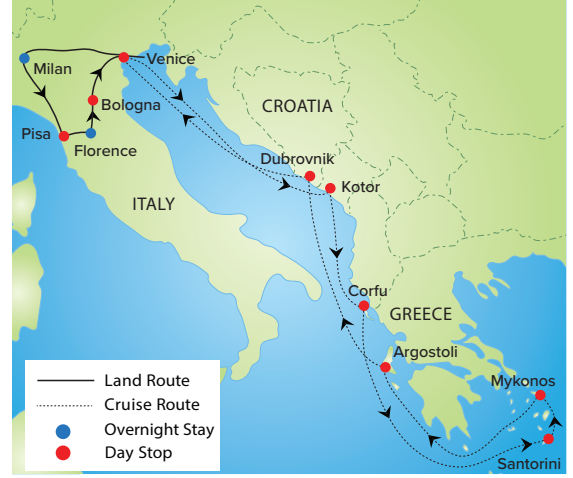 Milan
Venice
Bologna
Pisa
Florence
CROATIA
Dubrovnik
Kotor
ITALY
Corfu
GREECE
Argostoli
Mykonos
Santorini
Land Route
Cruise Route
Overnight Stay
Day Stop